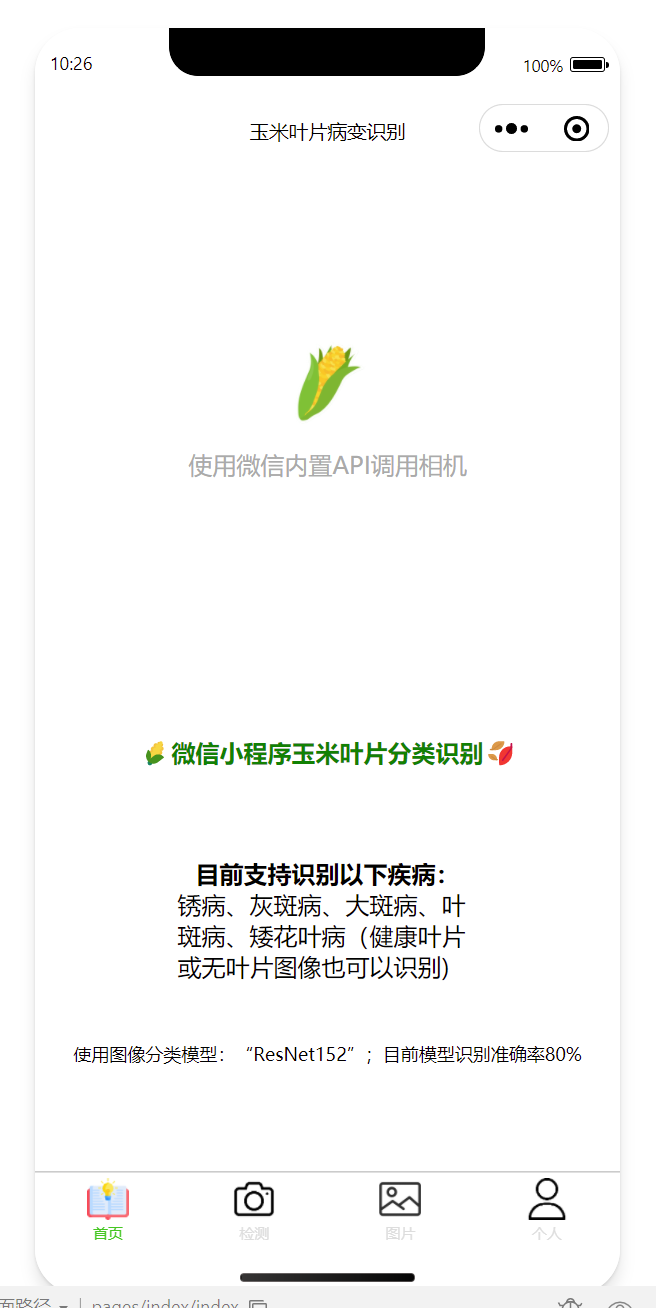 10:26
100%
玉米叶片病变识别
使用微信内置API调用相机
微信小程序玉米叶片分类识别
目前支持识别以下疾病：
锈病、灰斑病、大斑病、叶
斑病、矮花叶病（健康叶片
或无叶片图像也可以识别)
使用图像分类模型：“ResNet152”；目前模型识别准确率80%
首页
检测
图片
个人
面路径
pages/index/index